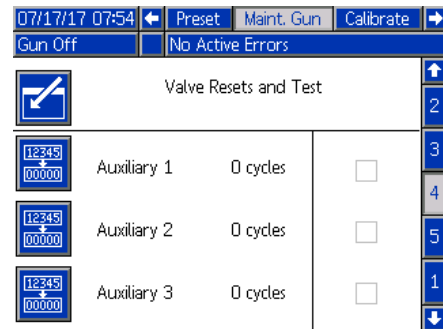 07/17/17 07:54 Preset Maint. Gun Calibrate
Gun Off No Active Errors
Valve Resets and Test
2
3
4
5
1
12345
00000
Auxiliary 1 0 cycles
12345
00000
Auxiliary 2 0 cycles
12345
00000
Auxiliary 3 0 cycles